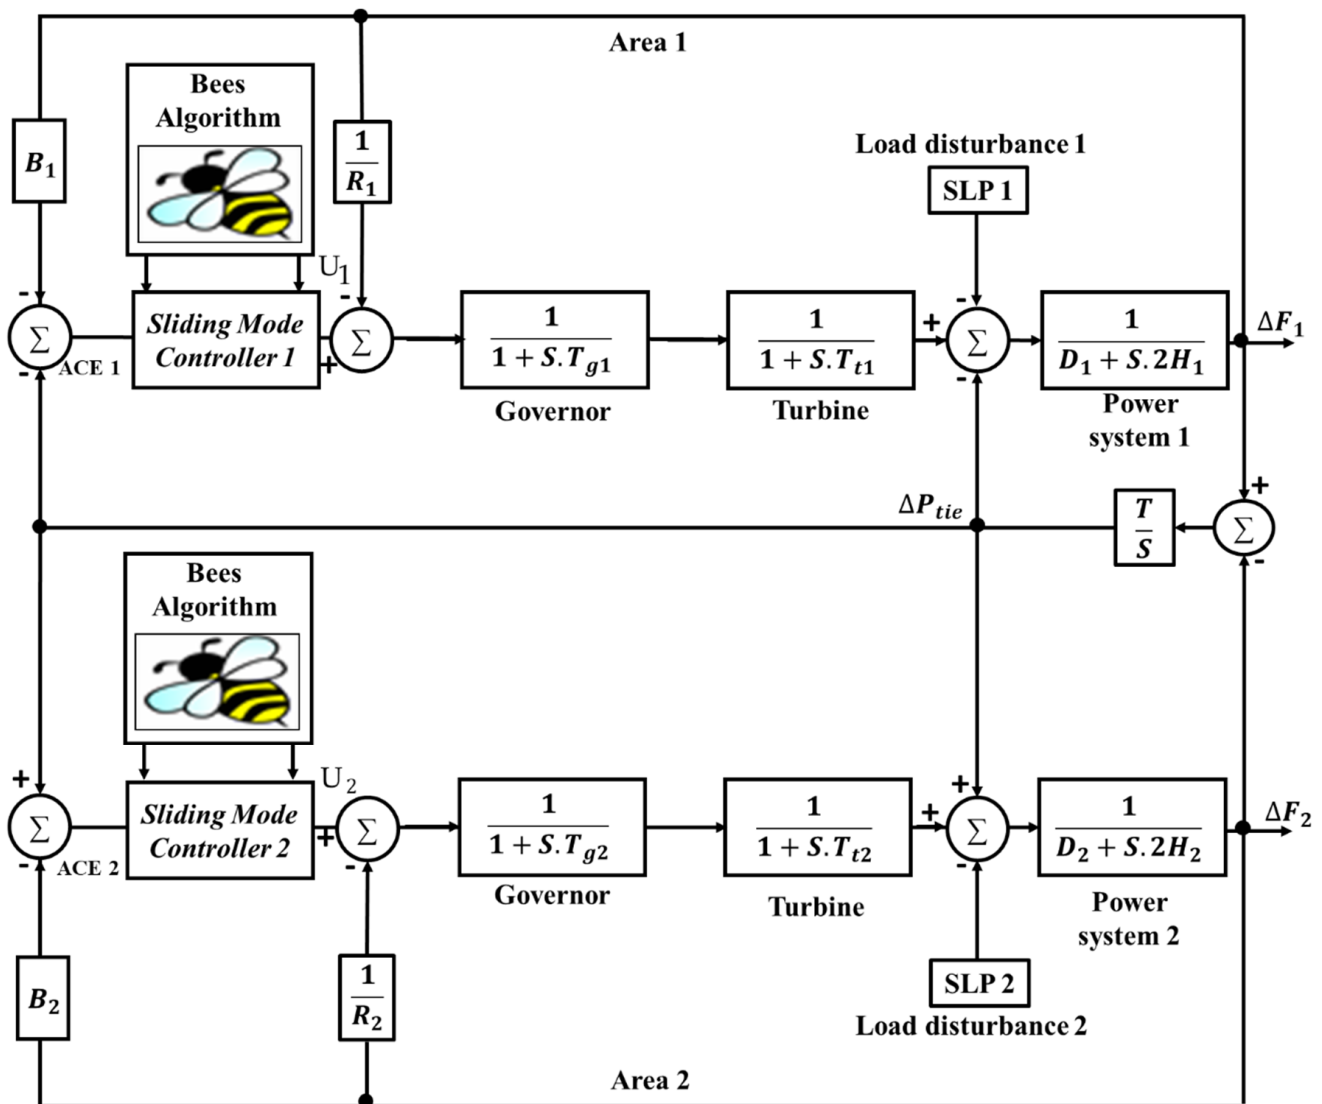 Area 1
Bees
Algorithm
B1
1
R1
Load disturbance 1
SLP 1
U1
-
-
-
Σ
ACE 1
Sliding Mode
Controller 1
+
Σ
1
1 + S.Tg1
Governor
1
1 + S.Tt1
Turbine
+
-
Σ
-
1
D1 + S.2H1
Power
system 1
ΔF1
ΔPtie
T
S
+
Σ
-
Bees
Algorithm
U2
+
Σ
-
ACE 2
Sliding Mode
Controller 2
+
Σ
-
1
1 + S.Tg2
Governor
1
1 + S.Tt2
Turbine
+
+
Σ
-
1
D2 + S.2H2
Power
system 2
ΔF2
B2
1
R2
SLP 2
Load disturbance 2
Area 2